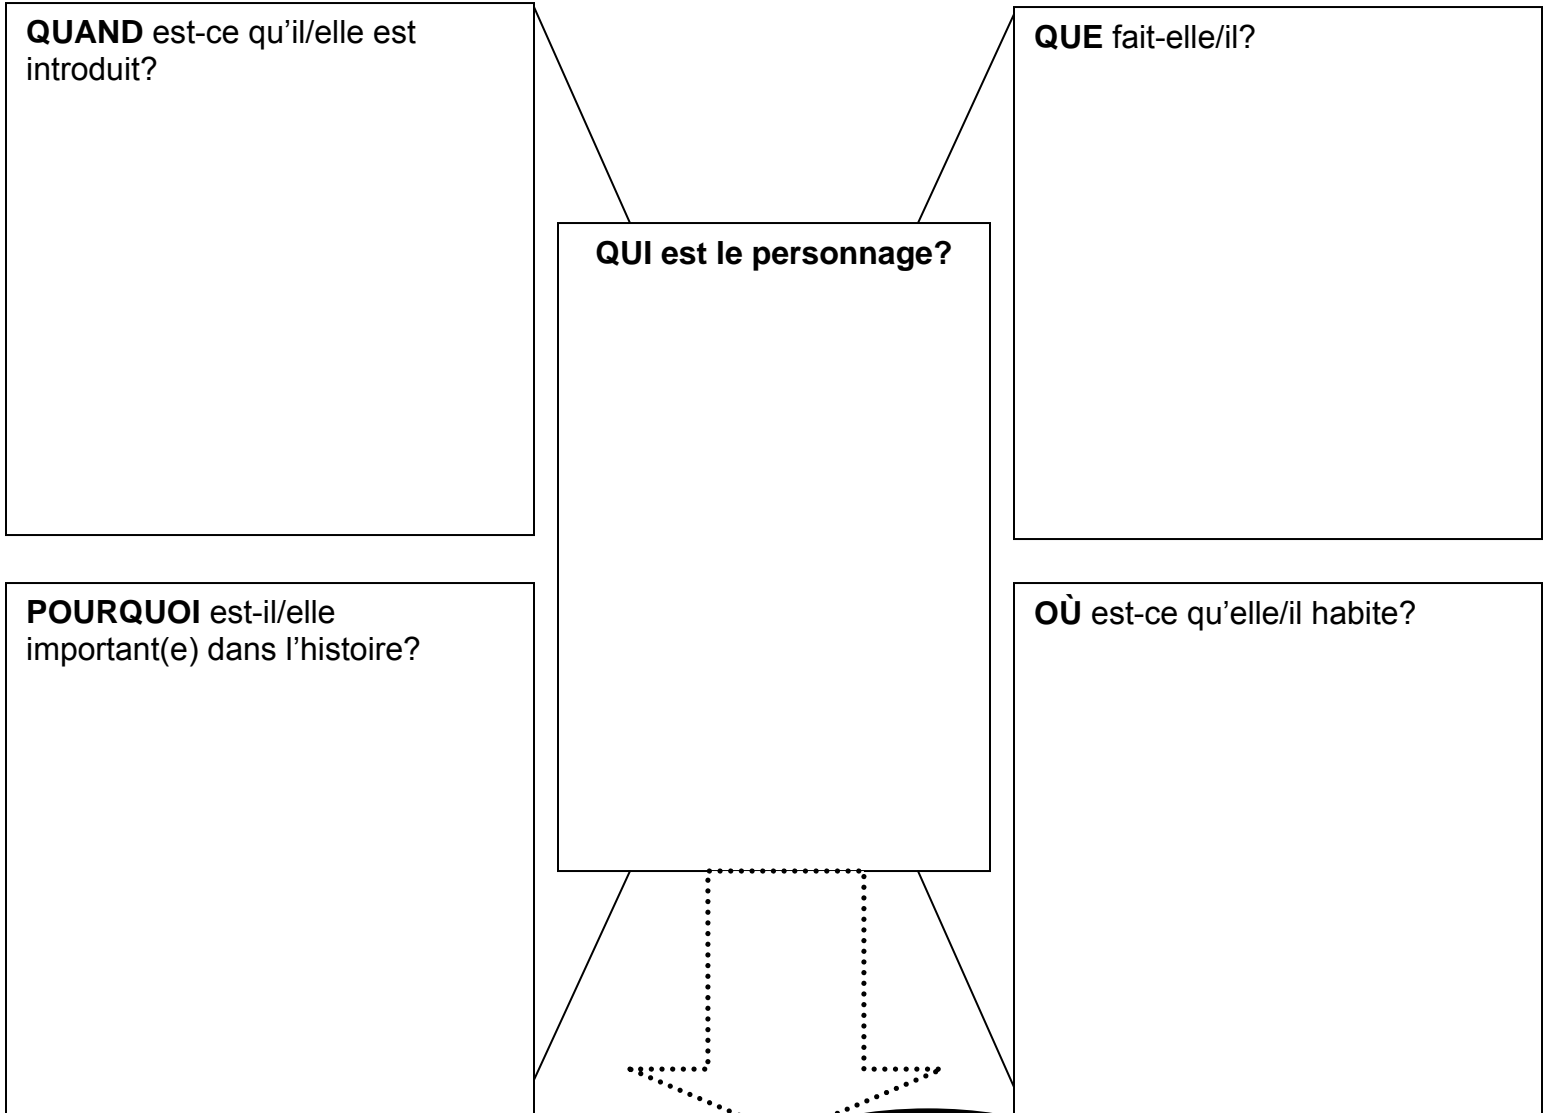 QUAND est-ce qu’il/elle est
introduit?
QUE fait-elle/il?
QUI est le personnage?
POURQUOI est-il/elle
important(e) dans l’histoire?
OÙ est-ce qu’elle/il habite?